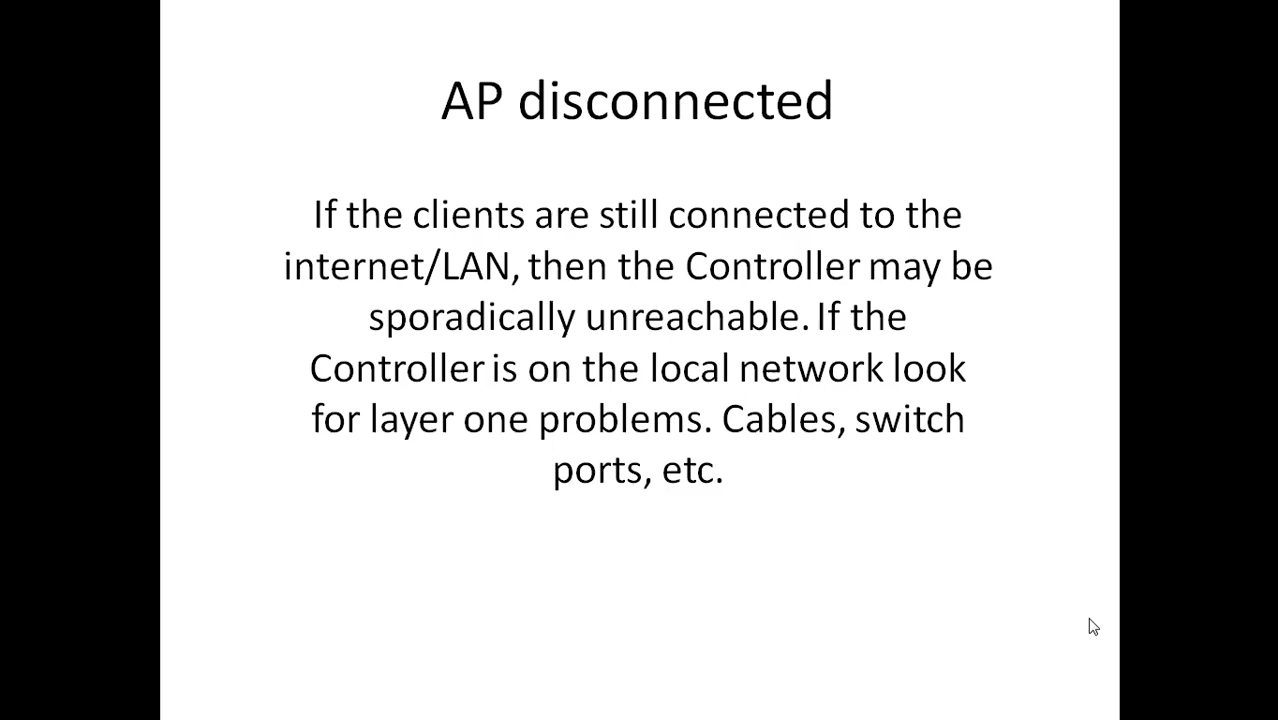 AP disconnected
If the clients are still connected to the
internet/LAN, then the Controller may be
sporadically unreachable. If the
Controller is on the local network look
for layer one problems. Cables, switch
ports, etc.